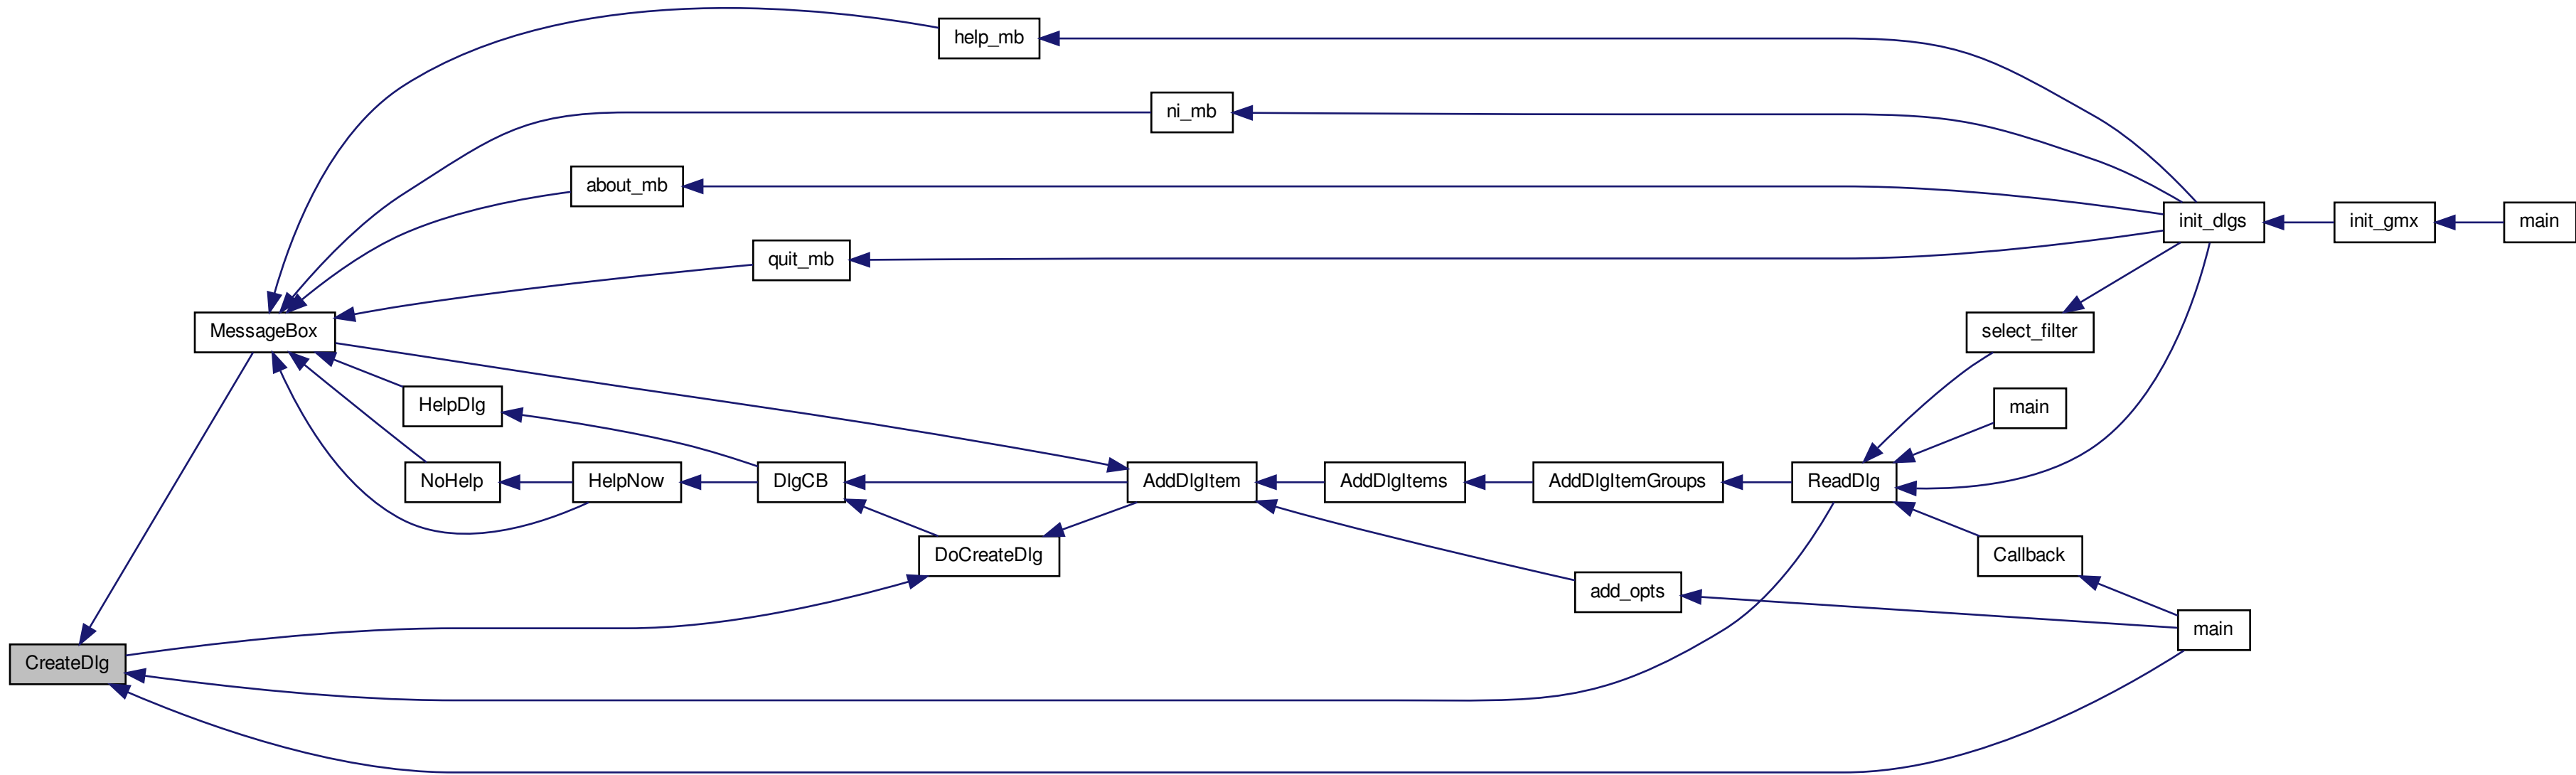 help_mb
ni_mb
about_mb
init_dlgs
init_gmx
main
quit_mb
MessageBox
select_filter
HelpDlg
main
NoHelp
HelpNow
DlgCB
AddDlgItem
AddDlgItems
AddDlgItemGroups
ReadDlg
DoCreateDlg
Callback
add_opts
main
CreateDlg